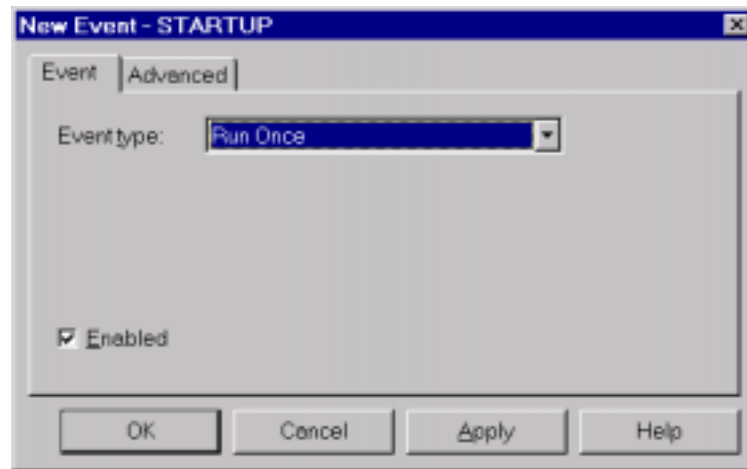 New Event - STARTUP
Event Advanced
Event type: Run Once
Enabled
OK Cancel Apply Help